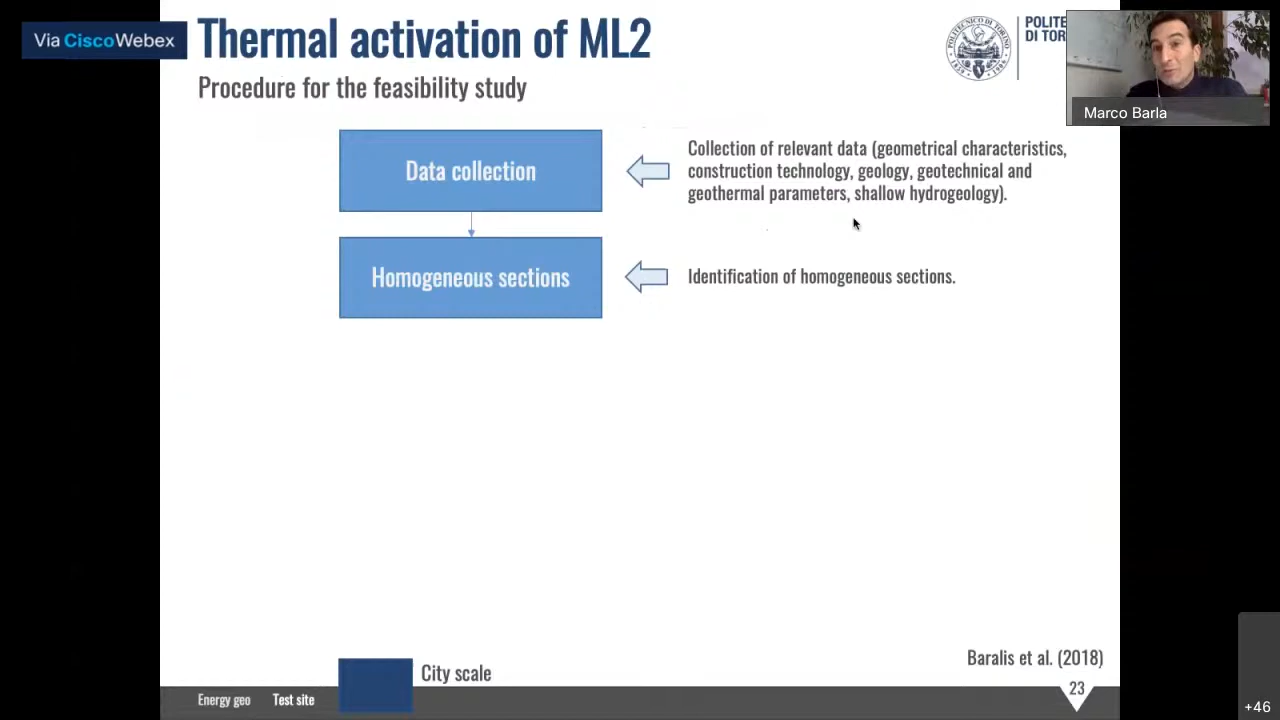 Via CiscoWebex
Thermal activation of ML2
Procedure for the feasibility study
POLITE
DI TOR
Marco Barla
Data collection
Collection of relevant data (geometrical characteristics,
construction technology, geology, geotechnical and
geothermal parameters, shallow hydrogeology).
Homogeneous sections
Identification of homogeneous sections.
City scale
Baralis et al. (2018)
23
Energy geo
Test site
+46